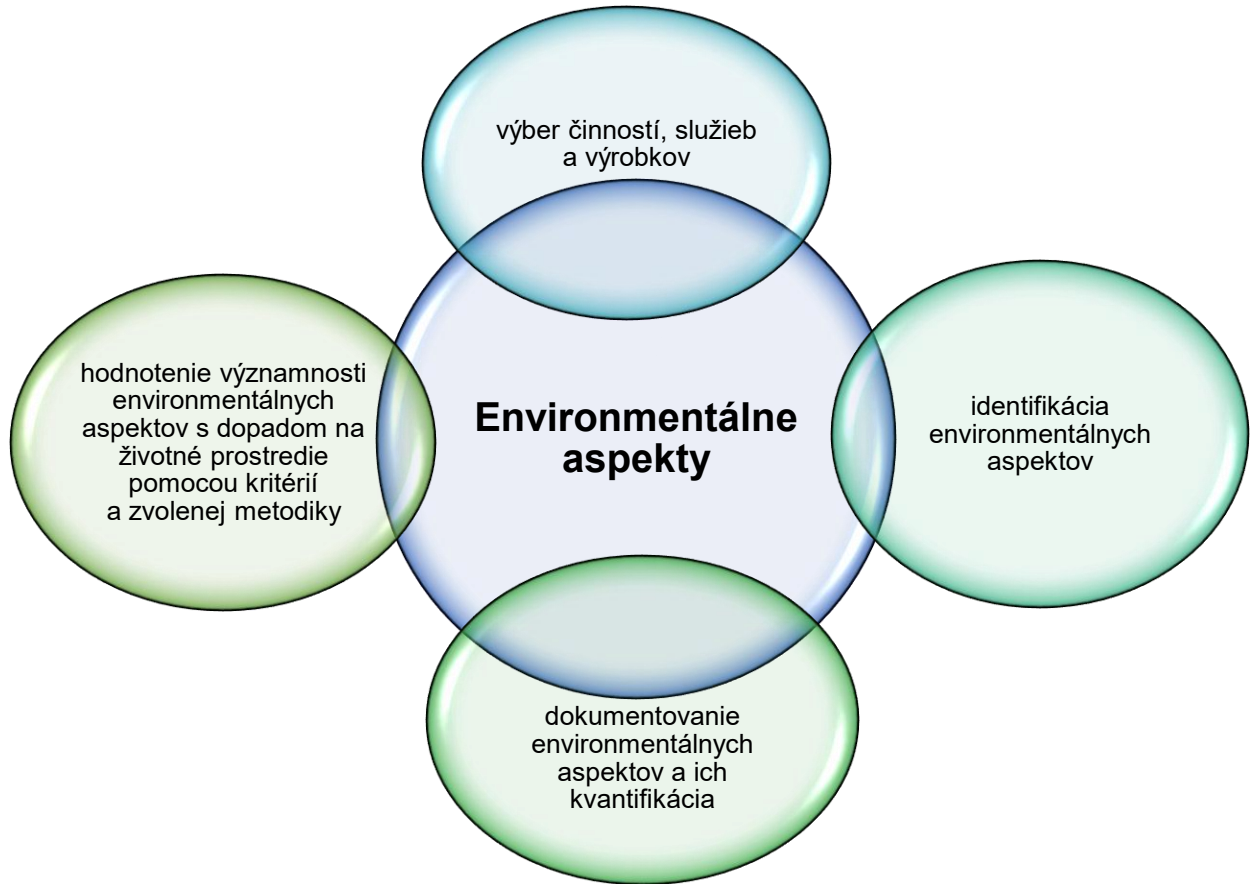 výber činností, služieb
a výrobkov
hodnotenie významnosti
environmentálnych
aspektov s dopadom na
životné prostredie
pomocou kritérií
a zvolenej metodiky
Environmentálne
aspekty
identifikácia
environmentálnych
aspektov
dokumentovanie
environmentálnych
aspektov a ich
kvantifikácia